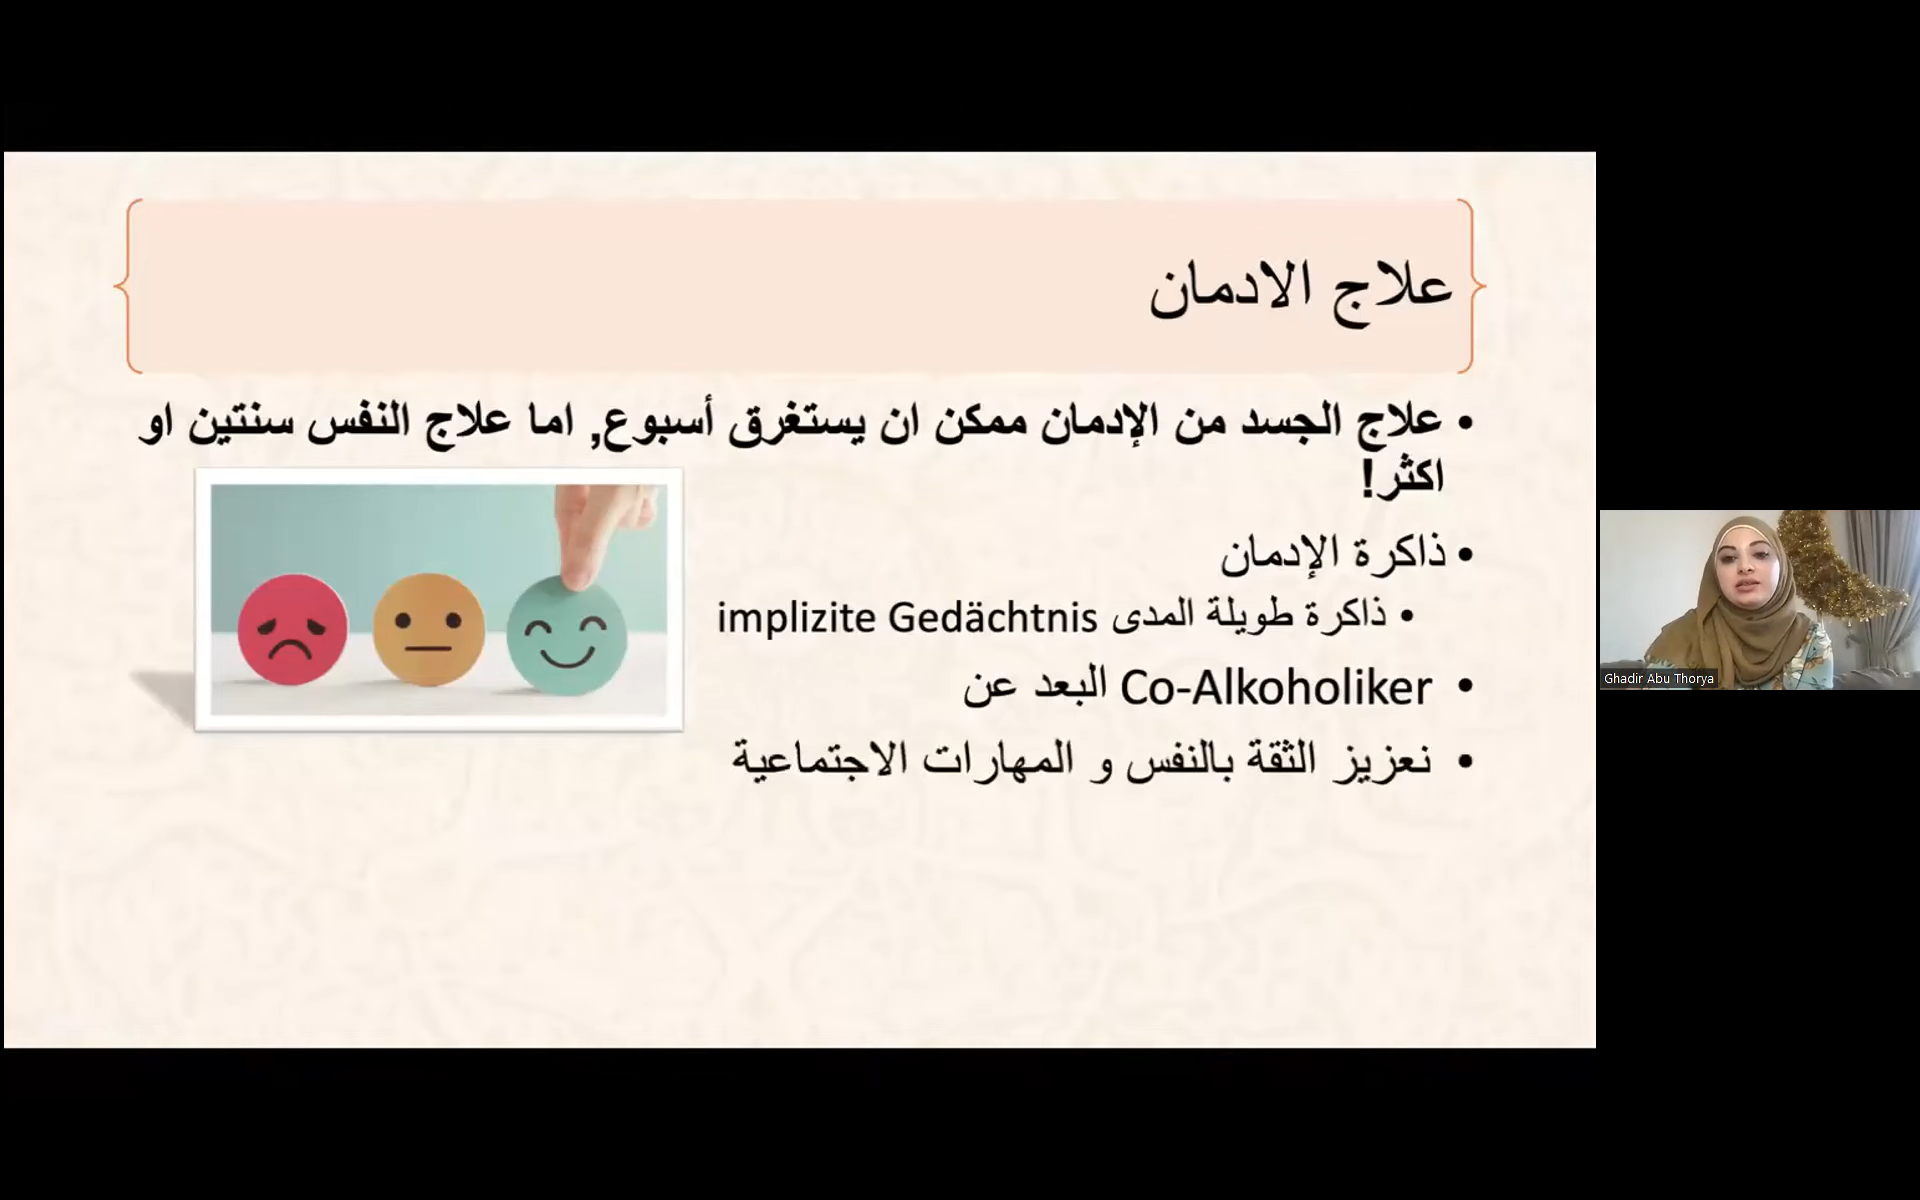 علاج الادمان
• علاج الجسد من الإدمان ممكن ان يستغرق أسبوع, اما علاج النفس سنتين او
اكثر!
• ذاكرة الإدمان
• ذاكرة طويلة المدى implizite Gedächtnis
• Co-Alkoholiker البعد عن
• نعزيز الثقة بالنفس و المهارات الاجتماعية
Ghadir Abu Thorya